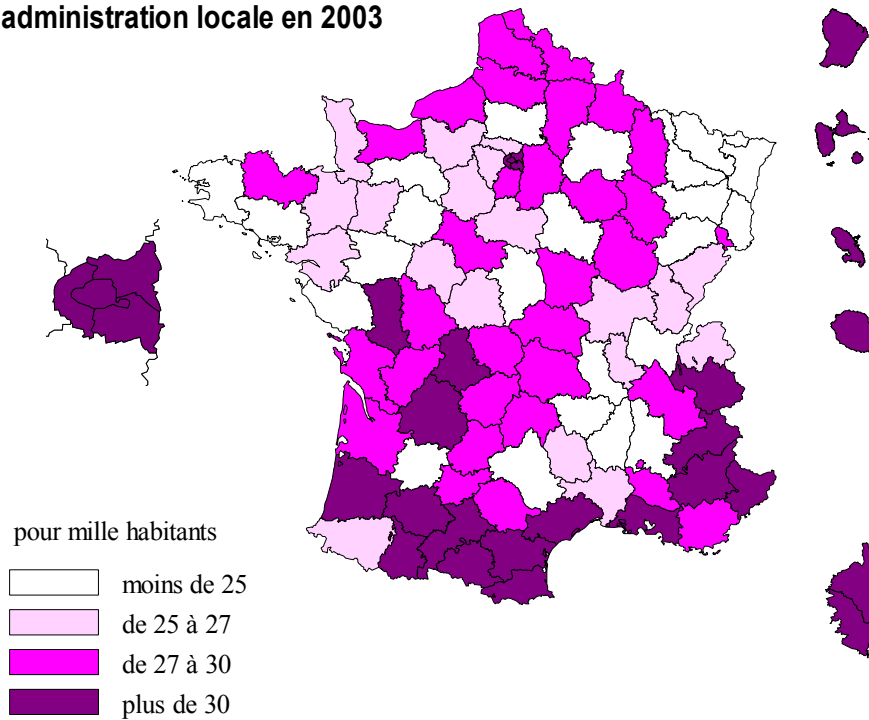 administration locale en 2003
pour mille habitants
moins de 25
de 25 à 27
de 27 à 30
plus de 30